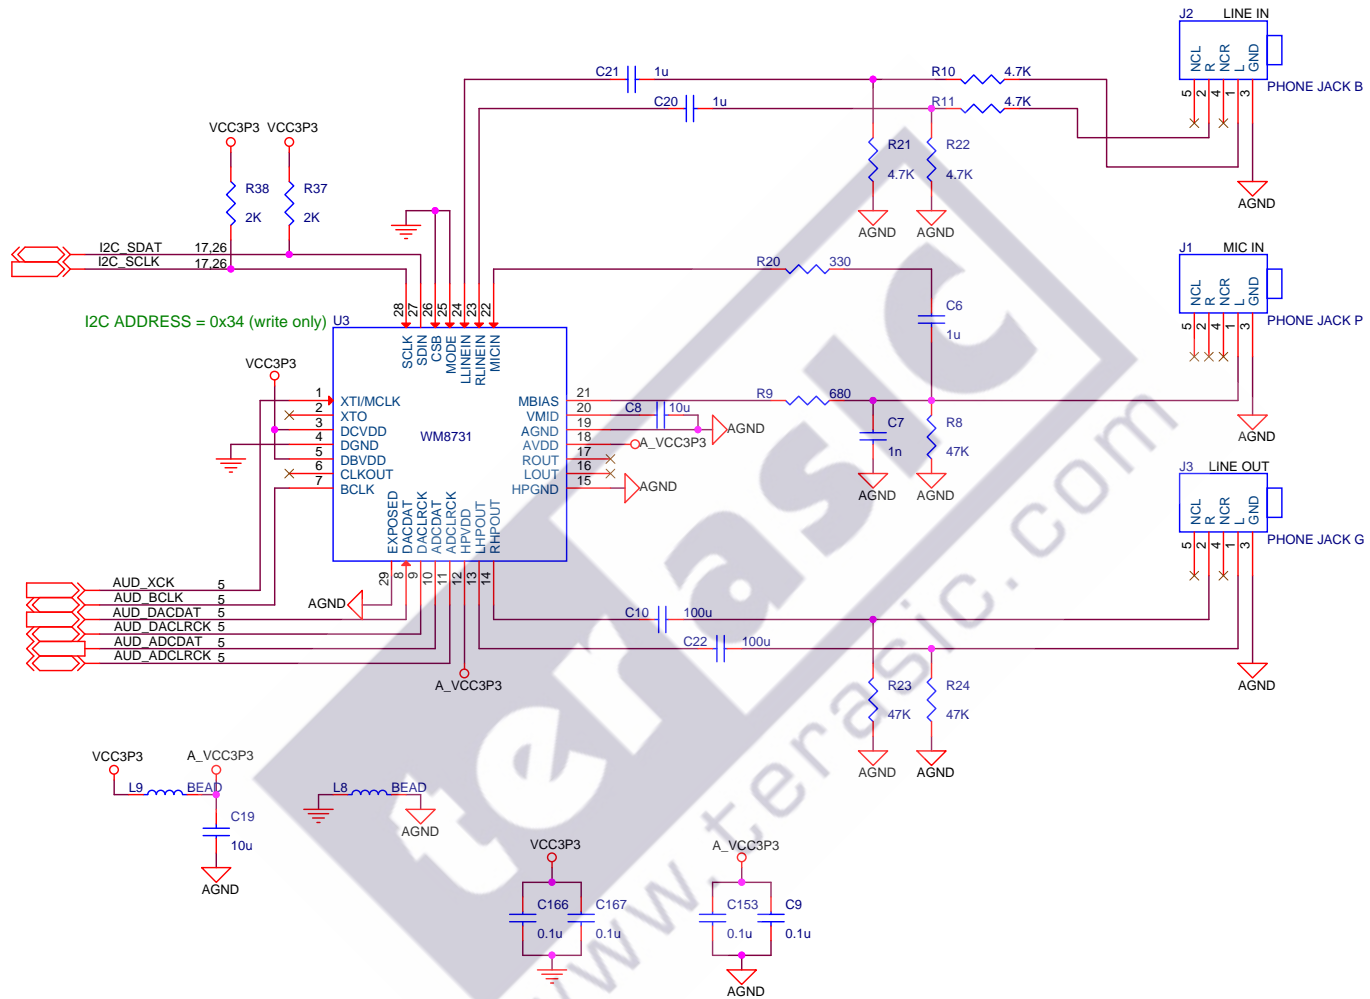 J2 LINE IN
NCL R NCR L GND
5 2 4 1 3
PHONE JACK B
AGND
C21 1u
C20 1u
R10 4.7K
R11 4.7K
R21 4.7K
R22 4.7K
AGND AGND
VCC3P3 VCC3P3
R38 2K
R37 2K
I2C_SDAT 17,26
I2C_SCLK 17,26
J1 MIC IN
NCL R NCR L GND
5 2 4 1 3
PHONE JACK P
AGND
R20 330
C6 1u
I2C ADDRESS = 0x34 (write only)
U3
28 27 26 25 24 23 22
SCLK SDIN CSB MODE LLINEIN RLINEIN MICIN
VCC3P3
1 XTI/MCLK
2 XTO
3 DCVDD
4 DGND
5 DBVDD
6 CLKOUT
7 BCLK
WM8731
MBIAS 21
VMID 20
AGND 19
AVDD 18
ROUT 17
LOUT 16
HPGND 15
EXPOSED DACDAT DACLRCK ADCDAT ADCLRCK HPVDD LHPOUT RHPOUT
29 8 9 10 11 12 13 14
R9 680
C8 10u
AGND
A_VCC3P3
AGND
C7 1n
R8 47K
AGND AGND
J3 LINE OUT
NCL R NCR L GND
5 2 4 1 3
PHONE JACK G
AGND
AUD_XCK 5
AUD_BCLK 5
AUD_DACDAT 5
AUD_DACLRCK 5
AUD_ADCDAT 5
AUD_ADCLRCK 5
AGND
A_VCC3P3
C10 100u
C22 100u
R23 47K
R24 47K
AGND AGND
VCC3P3 A_VCC3P3
L9 BEAD
C19 10u
AGND
L8 BEAD
AGND
VCC3P3
C166 0.1u
C167 0.1u
A_VCC3P3
C153 0.1u
C9 0.1u
AGND
terasic
www.terasic.com